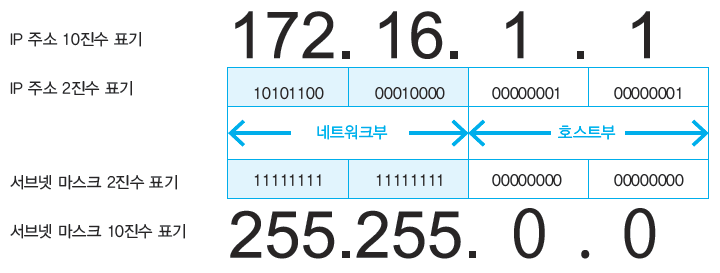 IP 주소 10진수 표기 172. 16. 1 . 1
IP 주소 2진수 표기 10101100 00010000 00000001 00000001
네트워크부 호스트부
서브넷 마스크 2진수 표기 11111111 11111111 00000000 00000000
서브넷 마스크 10진수 표기 255.255. 0 . 0